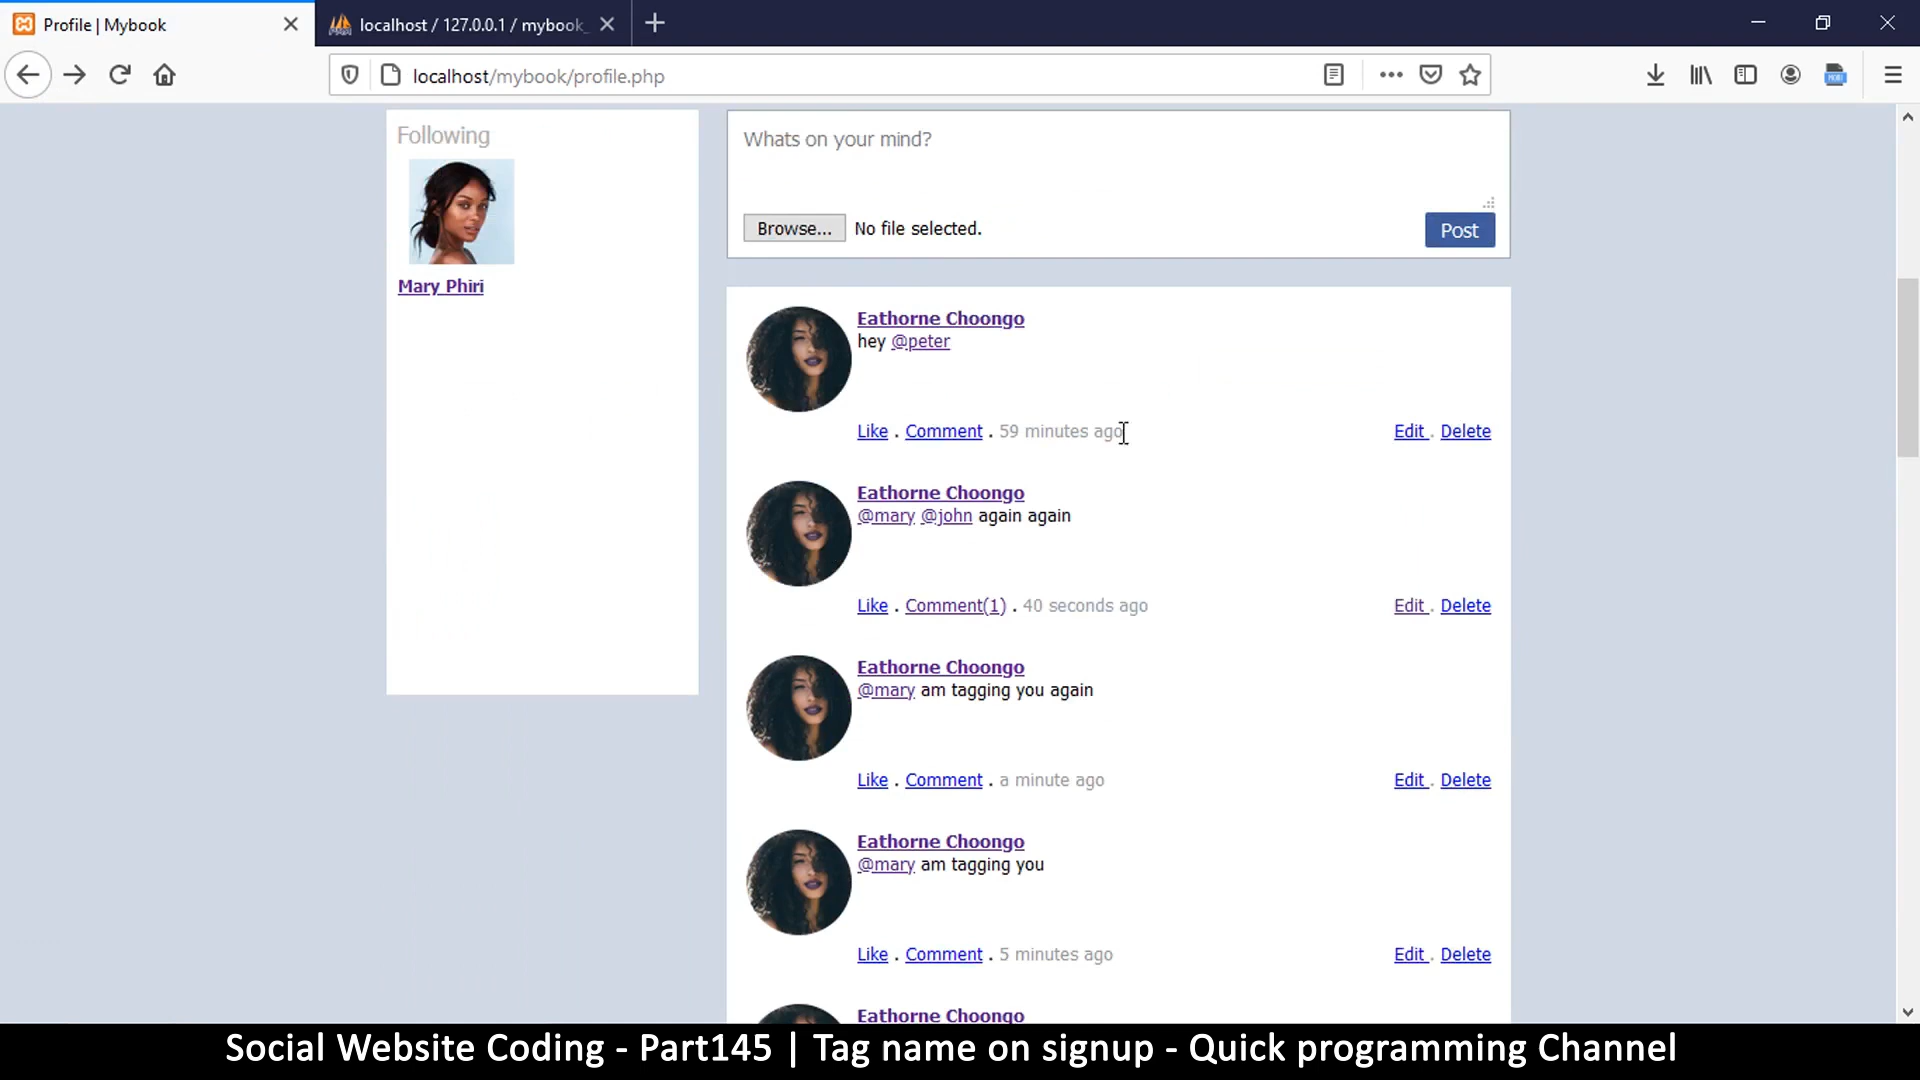 Profile | Mybook
localhost / 127.0.0.1 / mybook_
localhost/mybook/profile.php
Following
Mary Phiri
Whats on your mind?
Browse... No file selected.
Post
Eathorne Choongo
hey @peter
Like . Comment . 59 minutes ago
Edit . Delete
Eathorne Choongo
@mary @john again again
Like . Comment(1) . 40 seconds ago
Edit . Delete
Eathorne Choongo
@mary am tagging you again
Like . Comment . a minute ago
Edit . Delete
Eathorne Choongo
@mary am tagging you
Like . Comment . 5 minutes ago
Edit . Delete
Eathorne Choongo
Social Website Coding - Part145 | Tag name on signup - Quick programming Channel